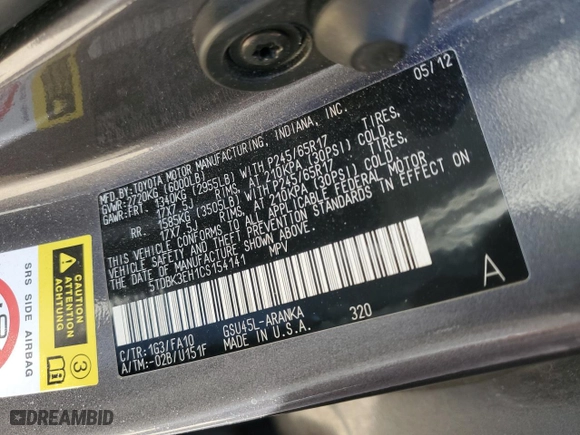 05/12
MFD.BY:TOYOTA MOTOR MANUFACTURING, INDIANA, INC.
GVWR:2720KG (6000LB)
GAWR:FRT 1340KG (2955LB) WITH P245/65R17 TIRES,
17X7.5J RIMS, AT 210KPA (30PSI) COLD.
RR. 1585KG (3505LB) WITH P245/65R17 TIRES,
17X7.5J RIMS, AT 210KPA (30PSI) COLD.
THIS VEHICLE CONFORMS TO ALL APPLICABLE FEDERAL MOTOR
VEHICLE SAFETY AND THEFT PREVENTION STANDARDS IN EFFECT ON
THE DATE OF MANUFACTURE SHOWN ABOVE.
5TDBK3EH1CS154141 MPV
A
C/TR:1G3/FA10 GSU45L-ARANKA 320
A/TM:-02B/U151F MADE IN U.S.A.
CAUTION
ATTENTION
ACHTUNG
3
SRS SIDE AIRBAG
DREAMBID